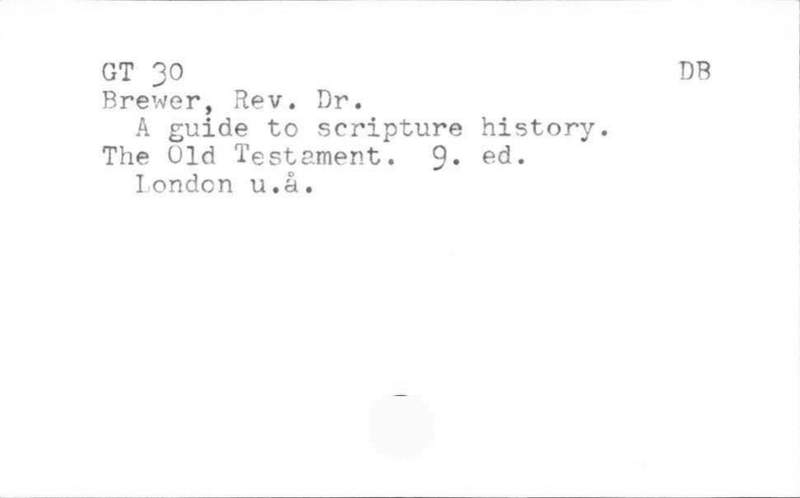 GT 30 DB
Brewer, Rev. Dr.
A guide to scripture history.
The Old Testament. 9. ed.
London u.å.